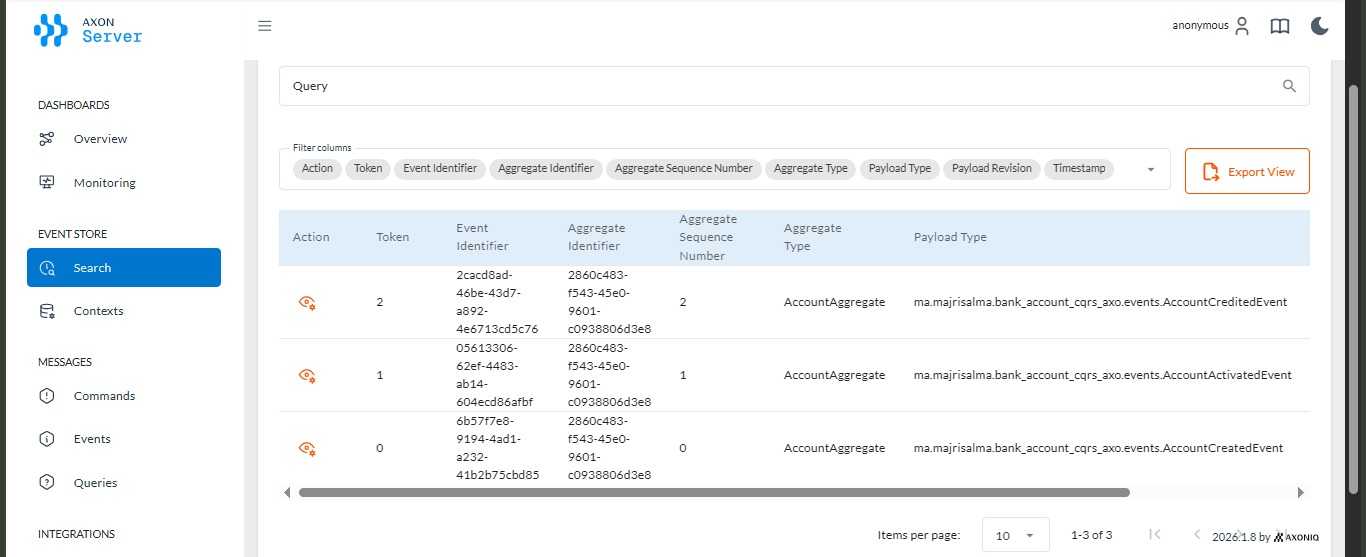 AXON
Server
anonymous
DASHBOARDS
Overview
Monitoring
EVENT STORE
Search
Contexts
MESSAGES
Commands
Events
Queries
INTEGRATIONS
Query
Filter columns
Action Token Event Identifier Aggregate Identifier Aggregate Sequence Number Aggregate Type Payload Type Payload Revision Timestamp
Export View
Action Token Event Identifier Aggregate Identifier Aggregate Sequence Number Aggregate Type Payload Type
2 2cacd8ad-46be-43d7-a892-4e6713cd5c76 2860c483-f543-45e0-9601-c0938806d3e8 2 AccountAggregate ma.majrisalma.bank_account_cqrs_axo.events.AccountCreditedEvent
1 05613306-62ef-4483-ab14-604ecd86afbf 2860c483-f543-45e0-9601-c0938806d3e8 1 AccountAggregate ma.majrisalma.bank_account_cqrs_axo.events.AccountActivatedEvent
0 6b57f7e8-9194-4ad1-a232-41b2b75cbd85 2860c483-f543-45e0-9601-c0938806d3e8 0 AccountAggregate ma.majrisalma.bank_account_cqrs_axo.events.AccountCreatedEvent
Items per page: 10 1-3 of 3
2026.1.8 by AXONIQ